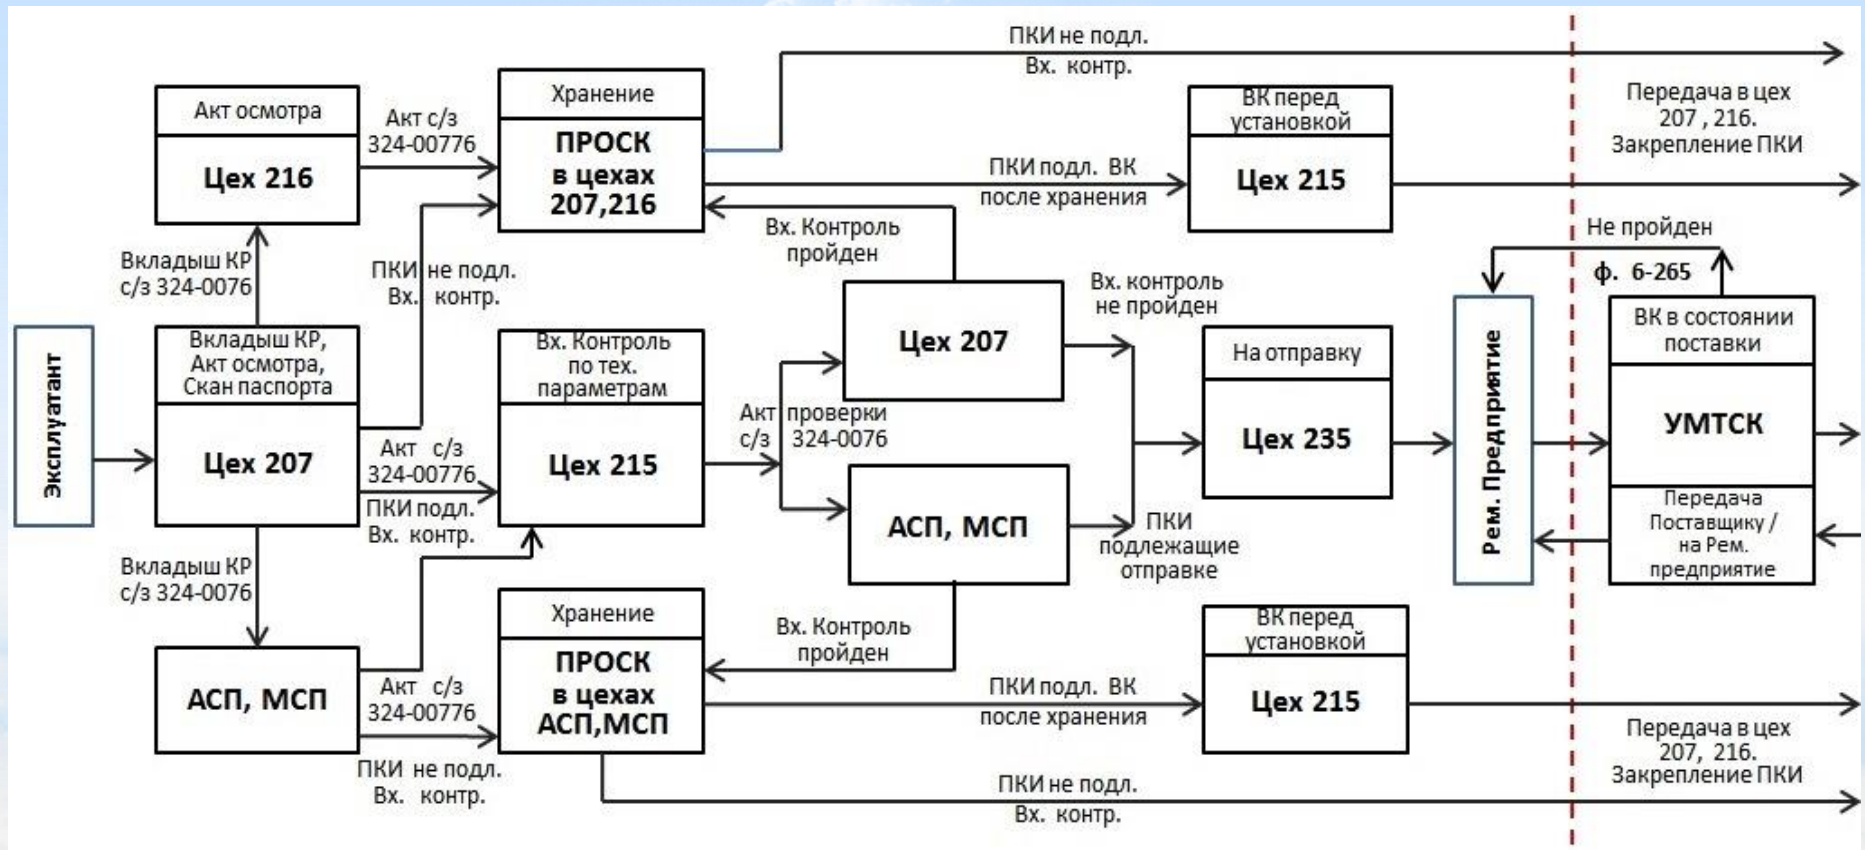 ПКИ не подл.
Вх. контр.
Акт осмотра
Цех 216
Акт с/з
324-00776
Хранение
ПРОСК
в цехах
207,216
ПКИ подл. ВК
после хранения
ВК перед
установкой
Цех 215
Передача в цех
207 , 216.
Закрепление ПКИ
Вкладыш КР
с/з 324-0076
ПКИ не подл.
Вх. контр.
Вх. Контроль
пройден
Вх. контроль
не пройден
Не пройден
ф. 6-265
Эксплуатант
Вкладыш КР,
Акт осмотра,
Скан паспорта
Цех 207
Акт с/з
324-00776
ПКИ подл.
Вх. контр.
Вх. Контроль
по тех.
параметрам
Цех 215
Акт проверки
с/з 324-0076
Цех 207
АСП, МСП
ПКИ
подлежащие
отправке
На отправку
Цех 235
Рем. Предприятие
ВК в состоянии
поставки
УМТСК
Передача
Поставщику /
на Рем.
предприятие
Вкладыш КР
с/з 324-0076
АСП, МСП
Акт с/з
324-00776
ПКИ не подл.
Вх. контр.
Хранение
ПРОСК
в цехах
АСП,МСП
Вх. Контроль
пройден
ПКИ подл. ВК
после хранения
ВК перед
установкой
Цех 215
Передача в цех
207, 216.
Закрепление ПКИ
ПКИ не подл.
Вх. контр.